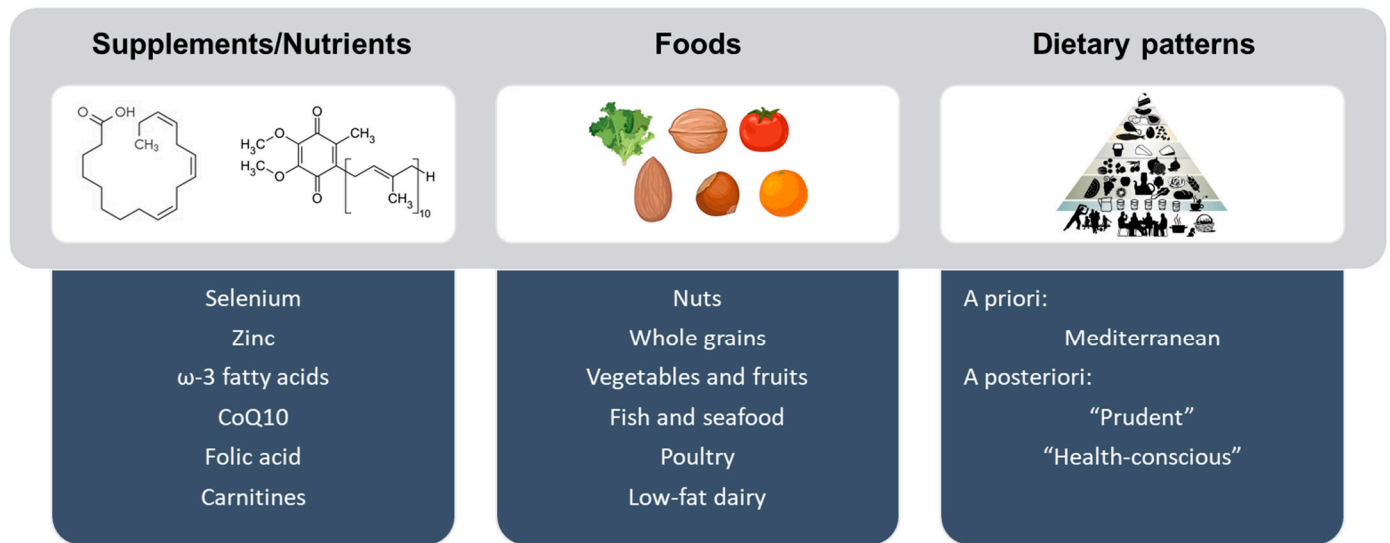 Supplements/Nutrients
Foods
Dietary patterns
O
OH
CH₃
O
H₃C
O
CH₃
H₃C
O
O
CH₃
H
10
Selenium
Zinc
ω-3 fatty acids
CoQ10
Folic acid
Carnitines
Nuts
Whole grains
Vegetables and fruits
Fish and seafood
Poultry
Low-fat dairy
A priori:
Mediterranean
A posteriori:
“Prudent”
“Health-conscious”